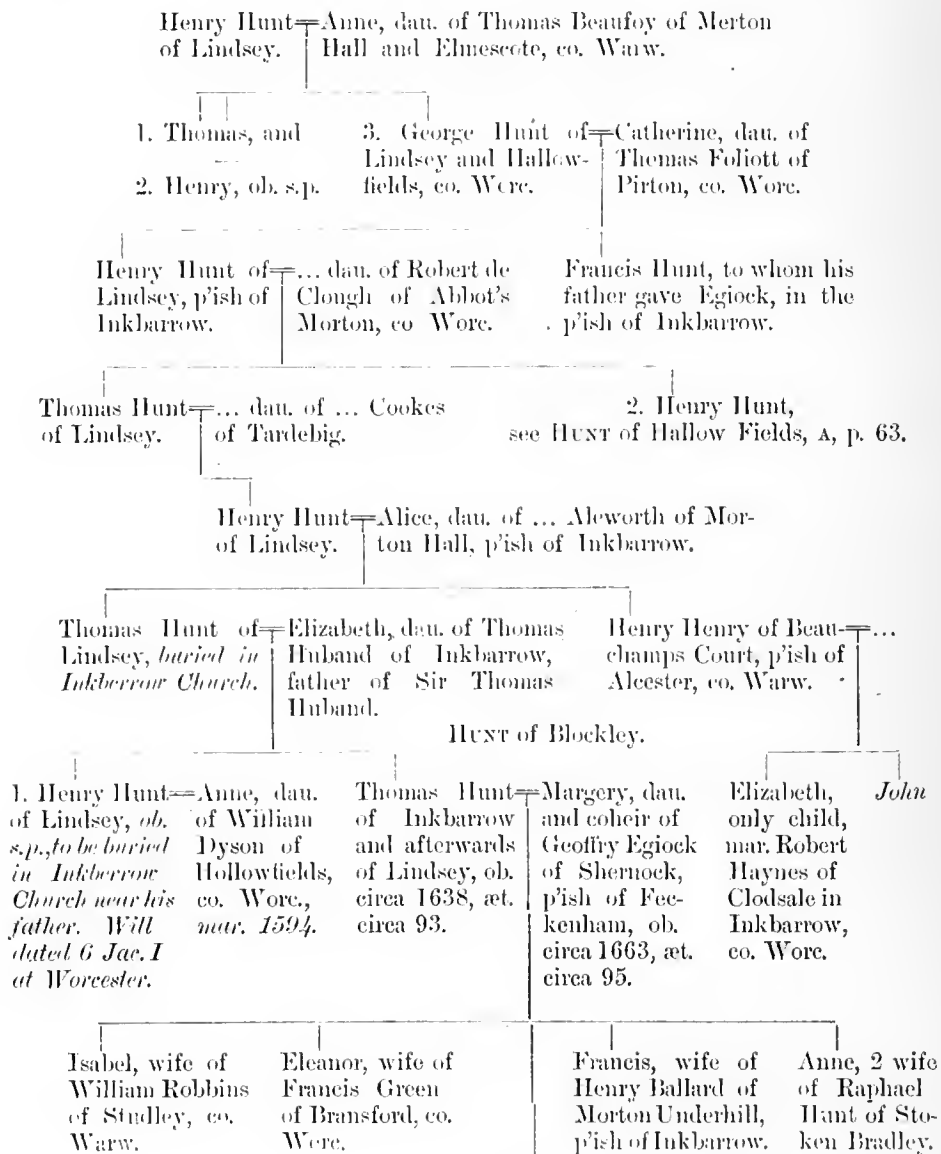 Henry Hunt=Anne, dau. of Thomas Beaufoy of Merton
of Lindsey. Hall and Elmescote, co. Warw.
1. Thomas, and
2. Henry, ob. s.p.
3. George Hunt of=Catherine, dau. of
Lindsey and Hallow- Thomas Foliott of
fields, co. Worc. Pirton, co. Worc.
Henry Hunt of=... dau. of Robert de
Lindsey, p'ish of Clough of Abbot's
Inkbarrow. Morton, co Worc.
Francis Hunt, to whom his
father gave Egiock, in the
p'ish of Inkbarrow.
Thomas Hunt=... dau. of ... Cookes
of Lindsey. of Tardebig.
2. Henry Hunt,
see HUNT of Hallow Fields, A, p. 63.
Henry Hunt=Alice, dau. of ... Aleworth of Mor-
of Lindsey. ton Hall, p'ish of Inkbarrow.
Thomas Hunt of=Elizabeth, dau. of Thomas
Lindsey, buried in Huband of Inkbarrow,
Inkberrow Church. father of Sir Thomas
Huband.
Henry Henry of Beau-=...
champs Court, p'ish of
Alcester, co. Warw.
HUNT of Blockley.
1. Henry Hunt=Anne, dau.
of Lindsey, ob. of William
s.p., to be buried Dyson of
in Inkberrow Hollowfields,
Church near his co. Worc.,
father. Will mar. 1594.
dated 6 Jac. I
at Worcester.
Thomas Hunt=Margery, dau.
of Inkbarrow and coheir of
and afterwards Geoffry Egiock
of Lindsey, ob. of Shernock,
circa 1638, æt. p'ish of Fec-
circa 93. kenham, ob.
circa 1663, æt.
circa 95.
Elizabeth,
only child,
mar. Robert
Haynes of
Clodsale in
Inkbarrow,
co. Worc.
John
Isabel, wife of
William Robbins
of Studley, co.
Warw.
Eleanor, wife of
Francis Green
of Bransford, co.
Worc.
Francis, wife of
Henry Ballard of
Morton Underhill,
p'ish of Inkbarrow.
Anne, 2 wife
of Raphael
Hunt of Sto-
ken Bradley.